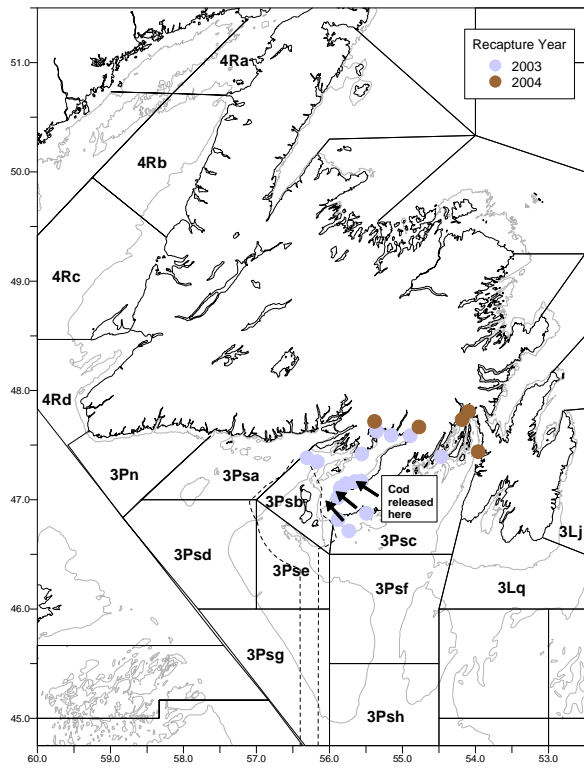 Recapture Year
2003
2004
51.0
50.0
49.0
48.0
47.0
46.0
45.0
4Ra
4Rb
4Rc
4Rd
3Pn
3Psa
3Psb
Cod
released
here
3Psc
3Lj
3Psd
3Pse
3Psf
3Lq
3Psg
3Psh
60.0
59.0
58.0
57.0
56.0
55.0
54.0
53.0